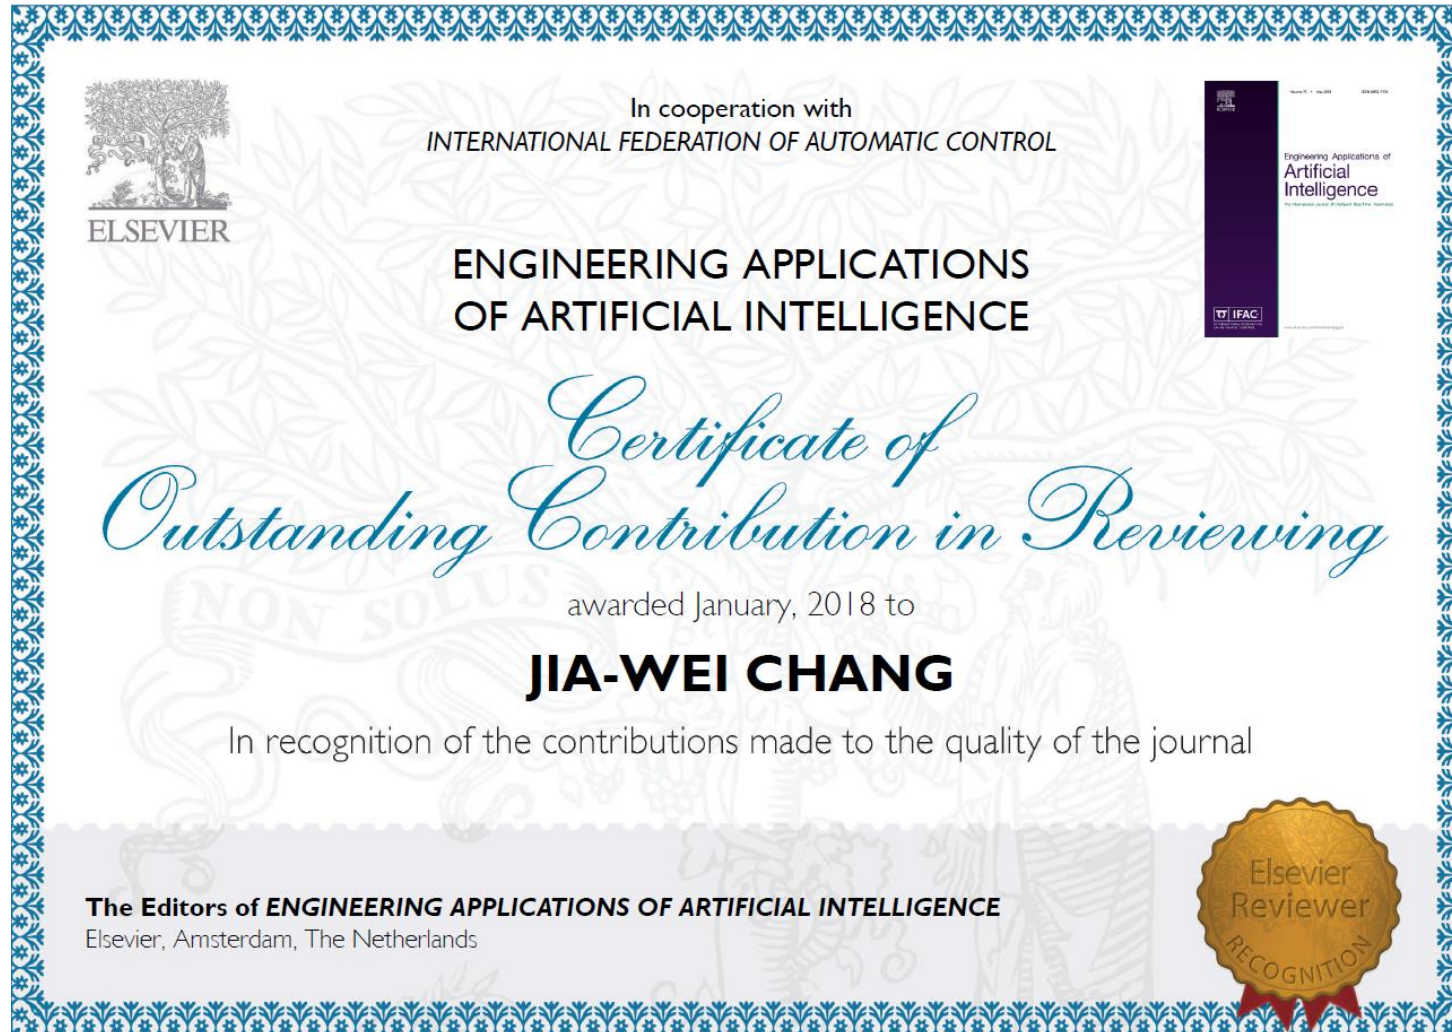 In cooperation with
INTERNATIONAL FEDERATION OF AUTOMATIC CONTROL
ELSEVIER
Engineering Applications of
Artificial
Intelligence
IFAC
ENGINEERING APPLICATIONS
OF ARTIFICIAL INTELLIGENCE
Certificate of
Outstanding Contribution in Reviewing
NON SOLUS
awarded January, 2018 to
JIA-WEI CHANG
In recognition of the contributions made to the quality of the journal
The Editors of ENGINEERING APPLICATIONS OF ARTIFICIAL INTELLIGENCE
Elsevier, Amsterdam, The Netherlands
Elsevier
Reviewer
RECOGNITION